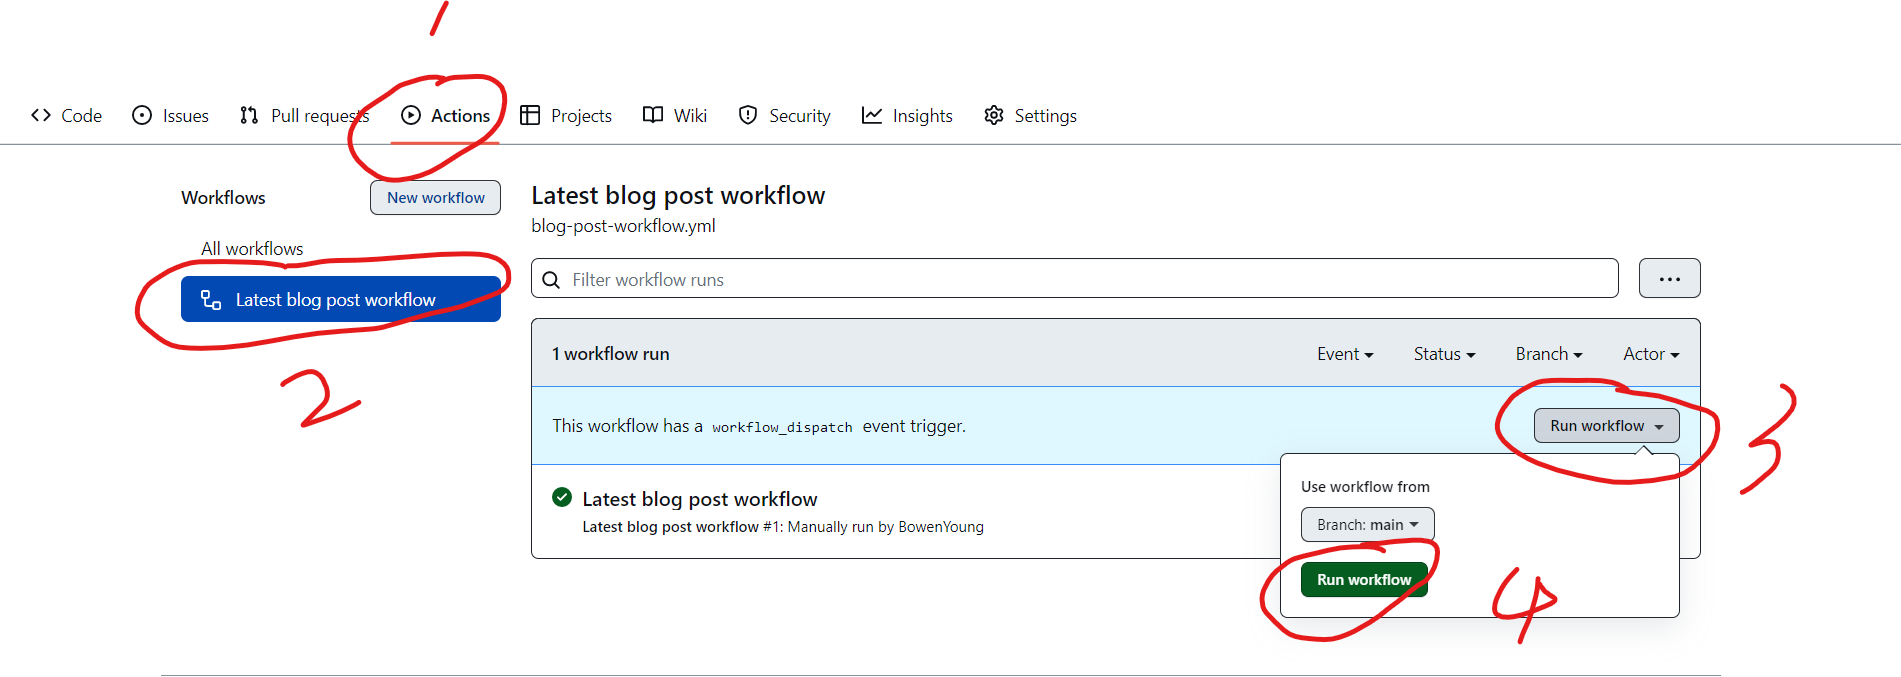 1
Code Issues Pull requests Actions Projects Wiki Security Insights Settings
Workflows
New workflow
All workflows
Latest blog post workflow
2
Latest blog post workflow
blog-post-workflow.yml
Filter workflow runs
...
1 workflow run
Event Status Branch Actor
This workflow has a workflow_dispatch event trigger.
Run workflow
3
Latest blog post workflow
Latest blog post workflow #1: Manually run by BowenYoung
Use workflow from
Branch: main
Run workflow
4